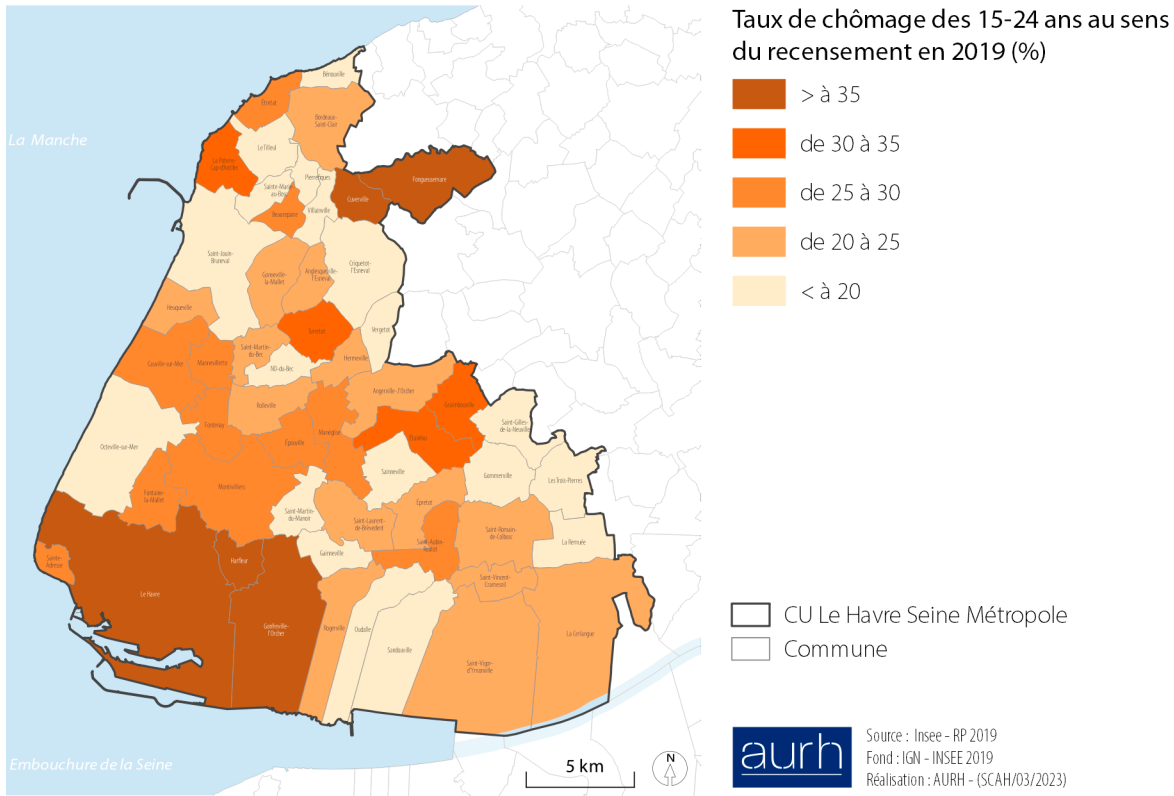 Taux de chômage des 15-24 ans au sens
du recensement en 2019 (%)
> à 35
de 30 à 35
de 25 à 30
de 20 à 25
< à 20
La Manche
Bénouville
Étretat
Bordeaux-
Saint-Clair
Le Tilleul
La Poterie-
Cap-d'Antifer
Fongueusemare
Pierrefiques
Sainte-Marie-
au-Bosc
Cuverville
Villainville
Beaurepaire
Saint-Jouin-
Bruneval
Criquetot-
l'Esneval
Gonneville-
la-Mallet
Anglesqueville-
l'Esneval
Heuqueville
Turretot
Vergetot
Saint-Martin-
du-Bec
Hermeville
Cauville-sur-Mer
Mannevillette
ND-du-Bec
Angerville-l'Orcher
Rolleville
Graimbouville
Saint-Gilles-
de-la-Neuville
Fontenay
Manéglise
Étainhus
Épouville
Octeville-sur-Mer
Sainneville
Gommerville
Les Trois-Pierres
Montivilliers
Fontaine-
la-Mallet
Épretot
Saint-Martin-
du-Manoir
Saint-Laurent-
de-Brévedent
Saint-Romain-
de-Colbosc
Saint-Aubin-
Routot
La Remuée
Gainneville
Sainte-
Adresse
Harfleur
Saint-Vincent-
Cramesnil
Le Havre
Gonfreville-
l'Orcher
Rogerville
Oudalle
Sandouville
La Cerlangue
Saint-Vigor-
d'Ymonville
Embouchure de la Seine
5 km
N
CU Le Havre Seine Métropole
Commune
aurh
Source : Insee - RP 2019
Fond : IGN - INSEE 2019
Réalisation : AURH - (SCAH/03/2023)